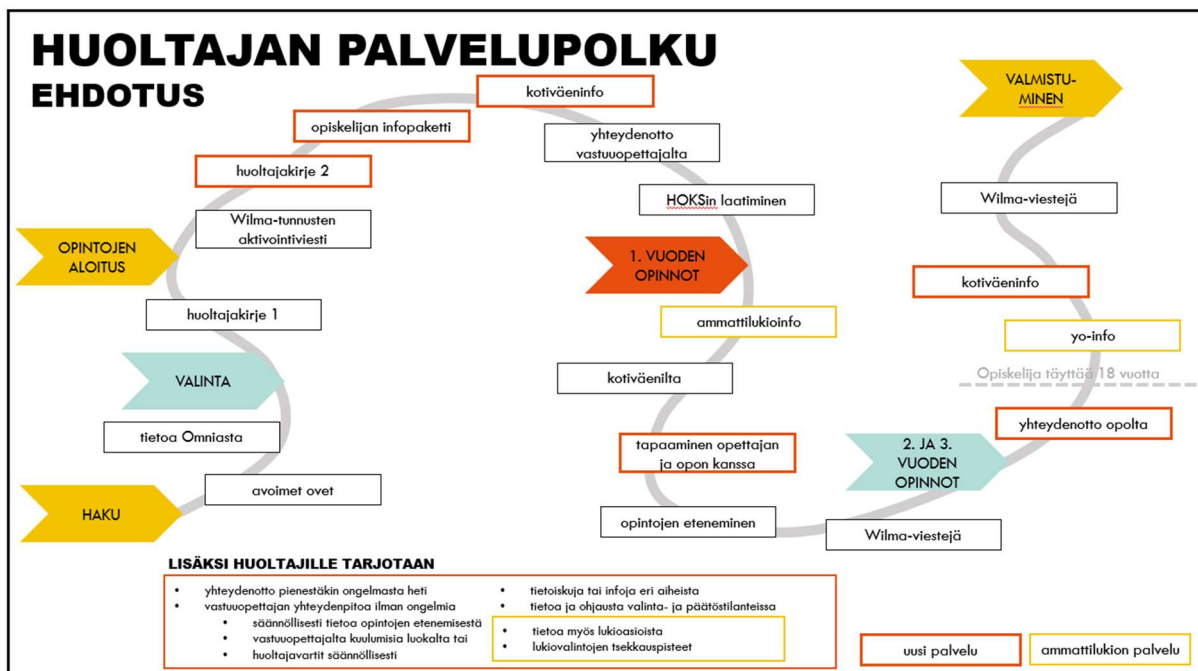 HUOLTAJAN PALVELUPOLKU
EHDOTUS
HAKU
avoimet ovet
tietoa Omniasta
VALINTA
huoltajakirje 1
OPINTOJEN
ALOITUS
Wilma-tunnusten
aktivointiviesti
huoltajakirje 2
opiskelijan infopaketti
kotiväeninfo
yhteydenotto
vastuuopettajalta
HOKSin laatiminen
1. VUODEN
OPINNOT
ammattilukioinfo
kotiväenilta
tapaaminen opettajan
ja opon kanssa
opintojen eteneminen
Wilma-viestejä
2. JA 3.
VUODEN
OPINNOT
yhteydenotto opolta
Opiskelija täyttää 18 vuotta
yo-info
kotiväeninfo
Wilma-viestejä
VALMISTU-
MINEN
LISÄKSI HUOLTAJILLE TARJOTAAN
• yhteydenotto pienestäkin ongelmasta heti
• vastuuopettajan yhteydenpitoa ilman ongelmia
• säännöllisesti tietoa opintojen etenemisestä
• vastuuopettajalta kuulumisia luokalta tai
• huoltajavartit säännöllisesti
• tietoiskuja tai infoja eri aiheista
• tietoa ja ohjausta valinta- ja päätöstilanteissa
• tietoa myös lukioasioista
• lukiovalintojen tsekkauspisteet
uusi palvelu
ammattilukion palvelu